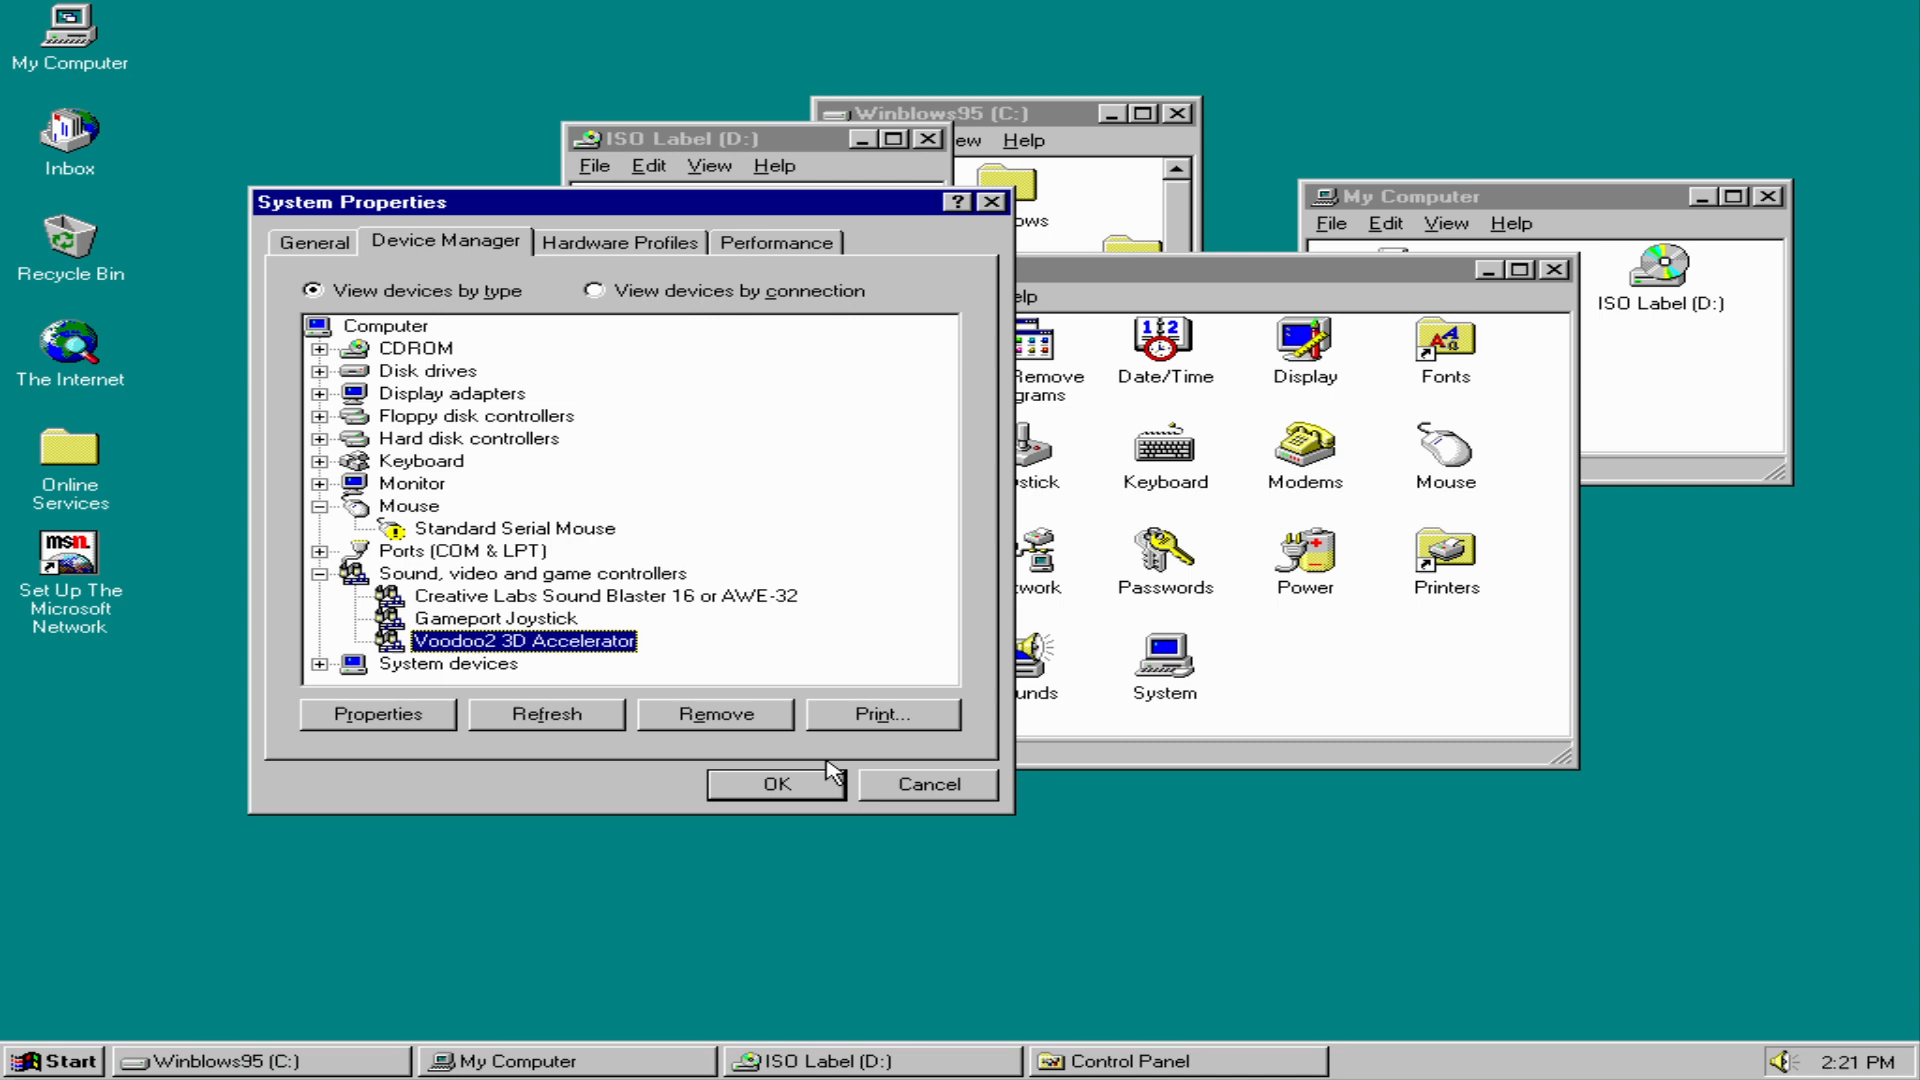 My Computer
Inbox
Recycle Bin
The Internet
Online
Services
msn.
Set Up The
Microsoft
Network
Winblows95 (C:)
ew Help
ows
ISO Label (D:)
File Edit View Help
My Computer
File Edit View Help
ISO Label (D:)
System Properties
General Device Manager Hardware Profiles Performance
View devices by type View devices by connection
Computer
CDROM
Disk drives
Display adapters
Floppy disk controllers
Hard disk controllers
Keyboard
Monitor
Mouse
Standard Serial Mouse
Ports (COM & LPT)
Sound, video and game controllers
Creative Labs Sound Blaster 16 or AWE-32
Gameport Joystick
Voodoo2 3D Accelerator
System devices
Properties Refresh Remove Print...
OK Cancel
elp
Remove
grams
Date/Time
Display
Fonts
stick
Keyboard
Modems
Mouse
work
Passwords
Power
Printers
unds
System
Start Winblows95 (C:) My Computer ISO Label (D:) Control Panel 2:21 PM